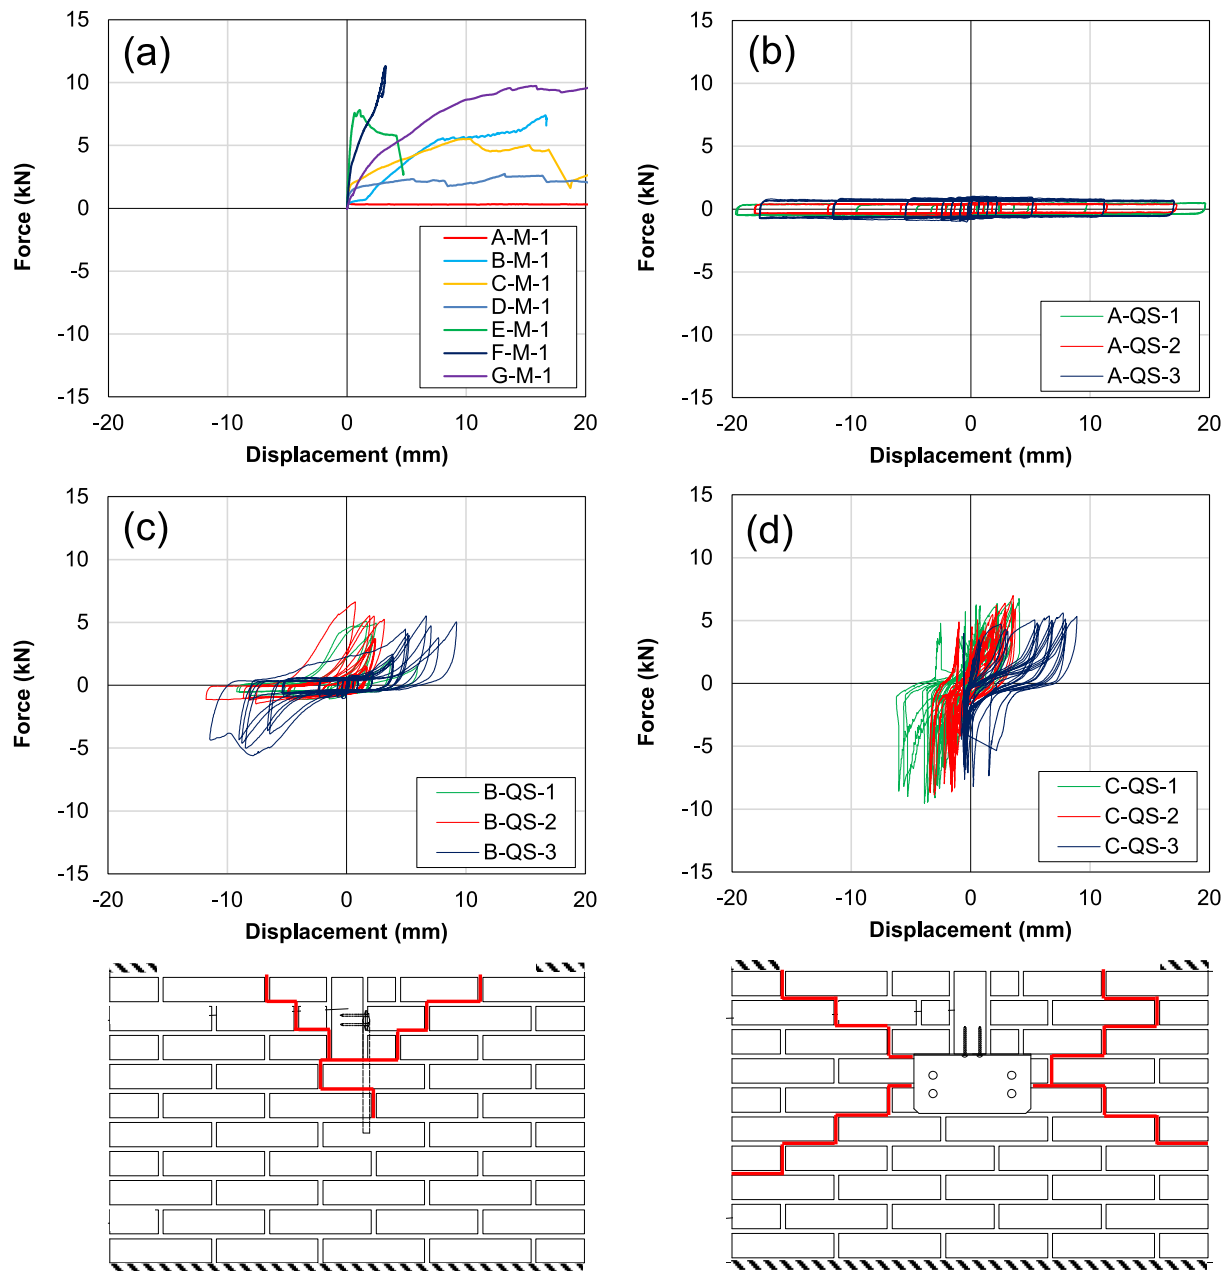 (a)
15
10
5
0
-5
-10
-15
-20
-10
0
10
20
Force (kN)
Displacement (mm)
A-M-1
B-M-1
C-M-1
D-M-1
E-M-1
F-M-1
G-M-1
(b)
15
10
5
0
-5
-10
-15
-20
-10
0
10
20
Force (kN)
Displacement (mm)
A-QS-1
A-QS-2
A-QS-3
(c)
15
10
5
0
-5
-10
-15
-20
-10
0
10
20
Force (kN)
Displacement (mm)
B-QS-1
B-QS-2
B-QS-3
(d)
15
10
5
0
-5
-10
-15
-20
-10
0
10
20
Force (kN)
Displacement (mm)
C-QS-1
C-QS-2
C-QS-3